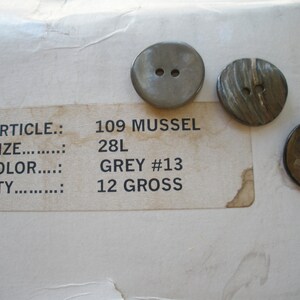 RTICLE.: 109 MUSSEL
IZE.......: 28L
OLOR....: GREY #13
TY.........: 12 GROSS